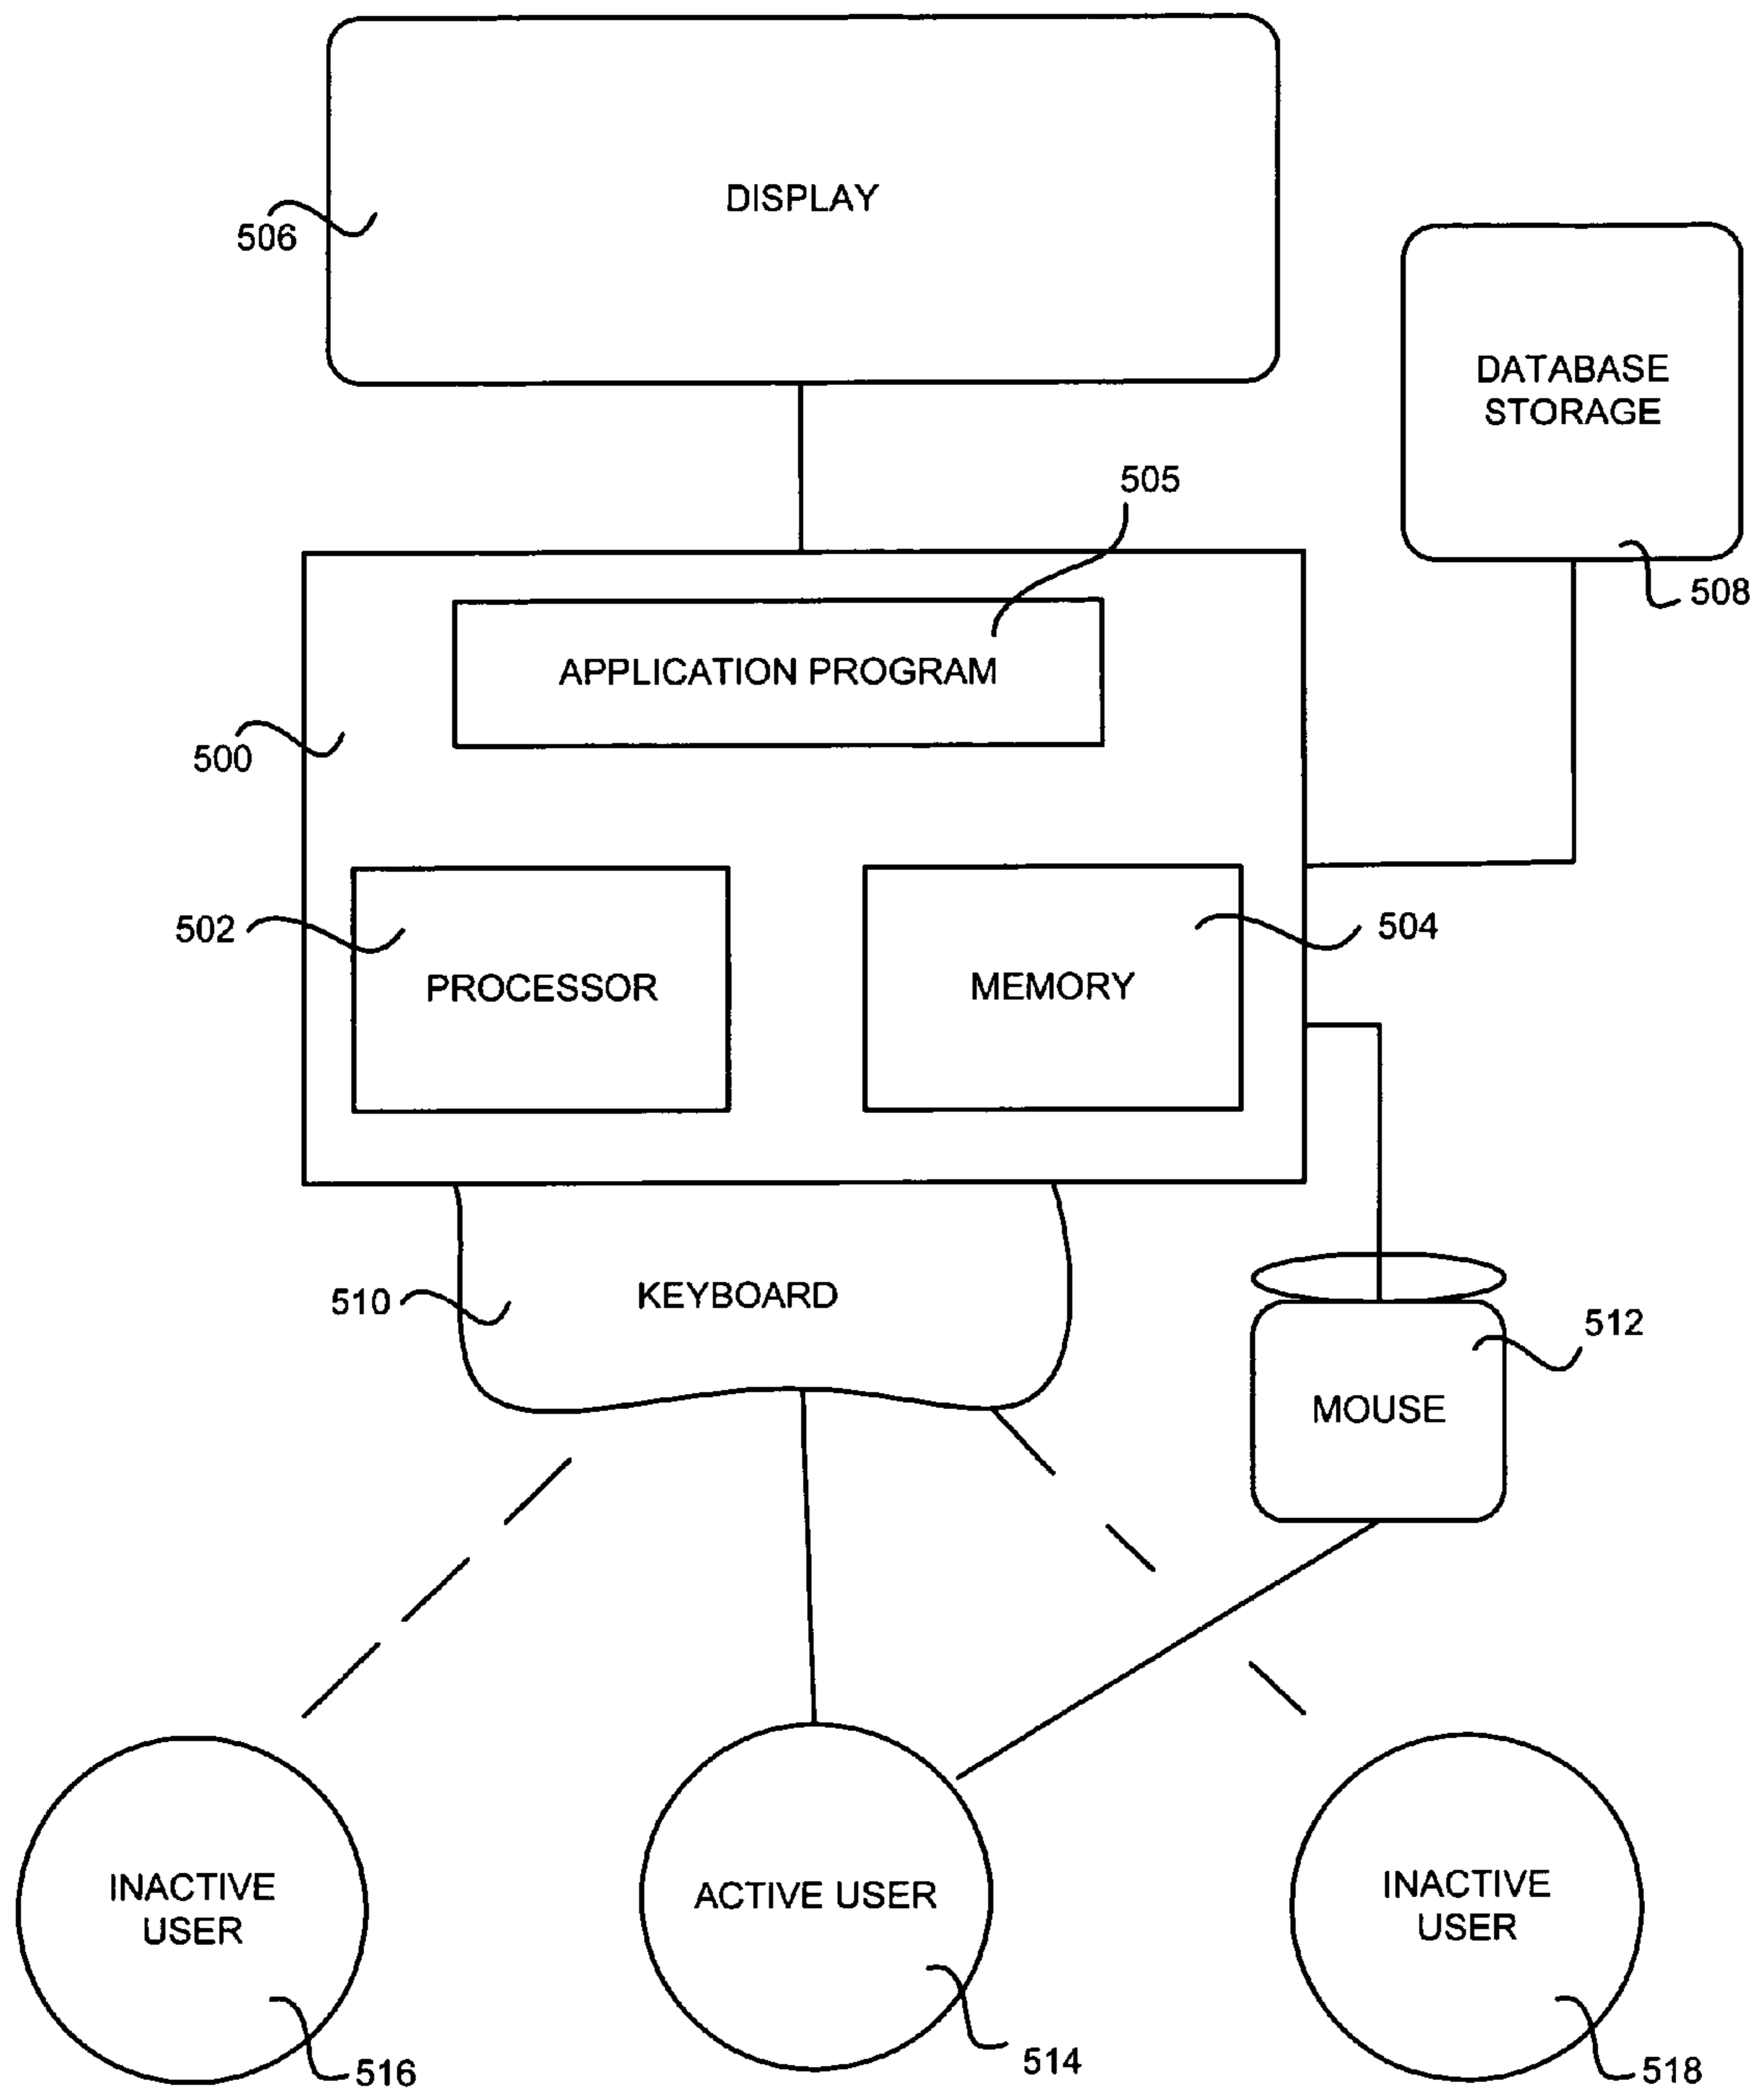 DISPLAY
506
DATABASE
STORAGE
505
508
APPLICATION PROGRAM
500
502
504
PROCESSOR
MEMORY
KEYBOARD
510
512
MOUSE
INACTIVE
USER
ACTIVE USER
INACTIVE
USER
516
514
518